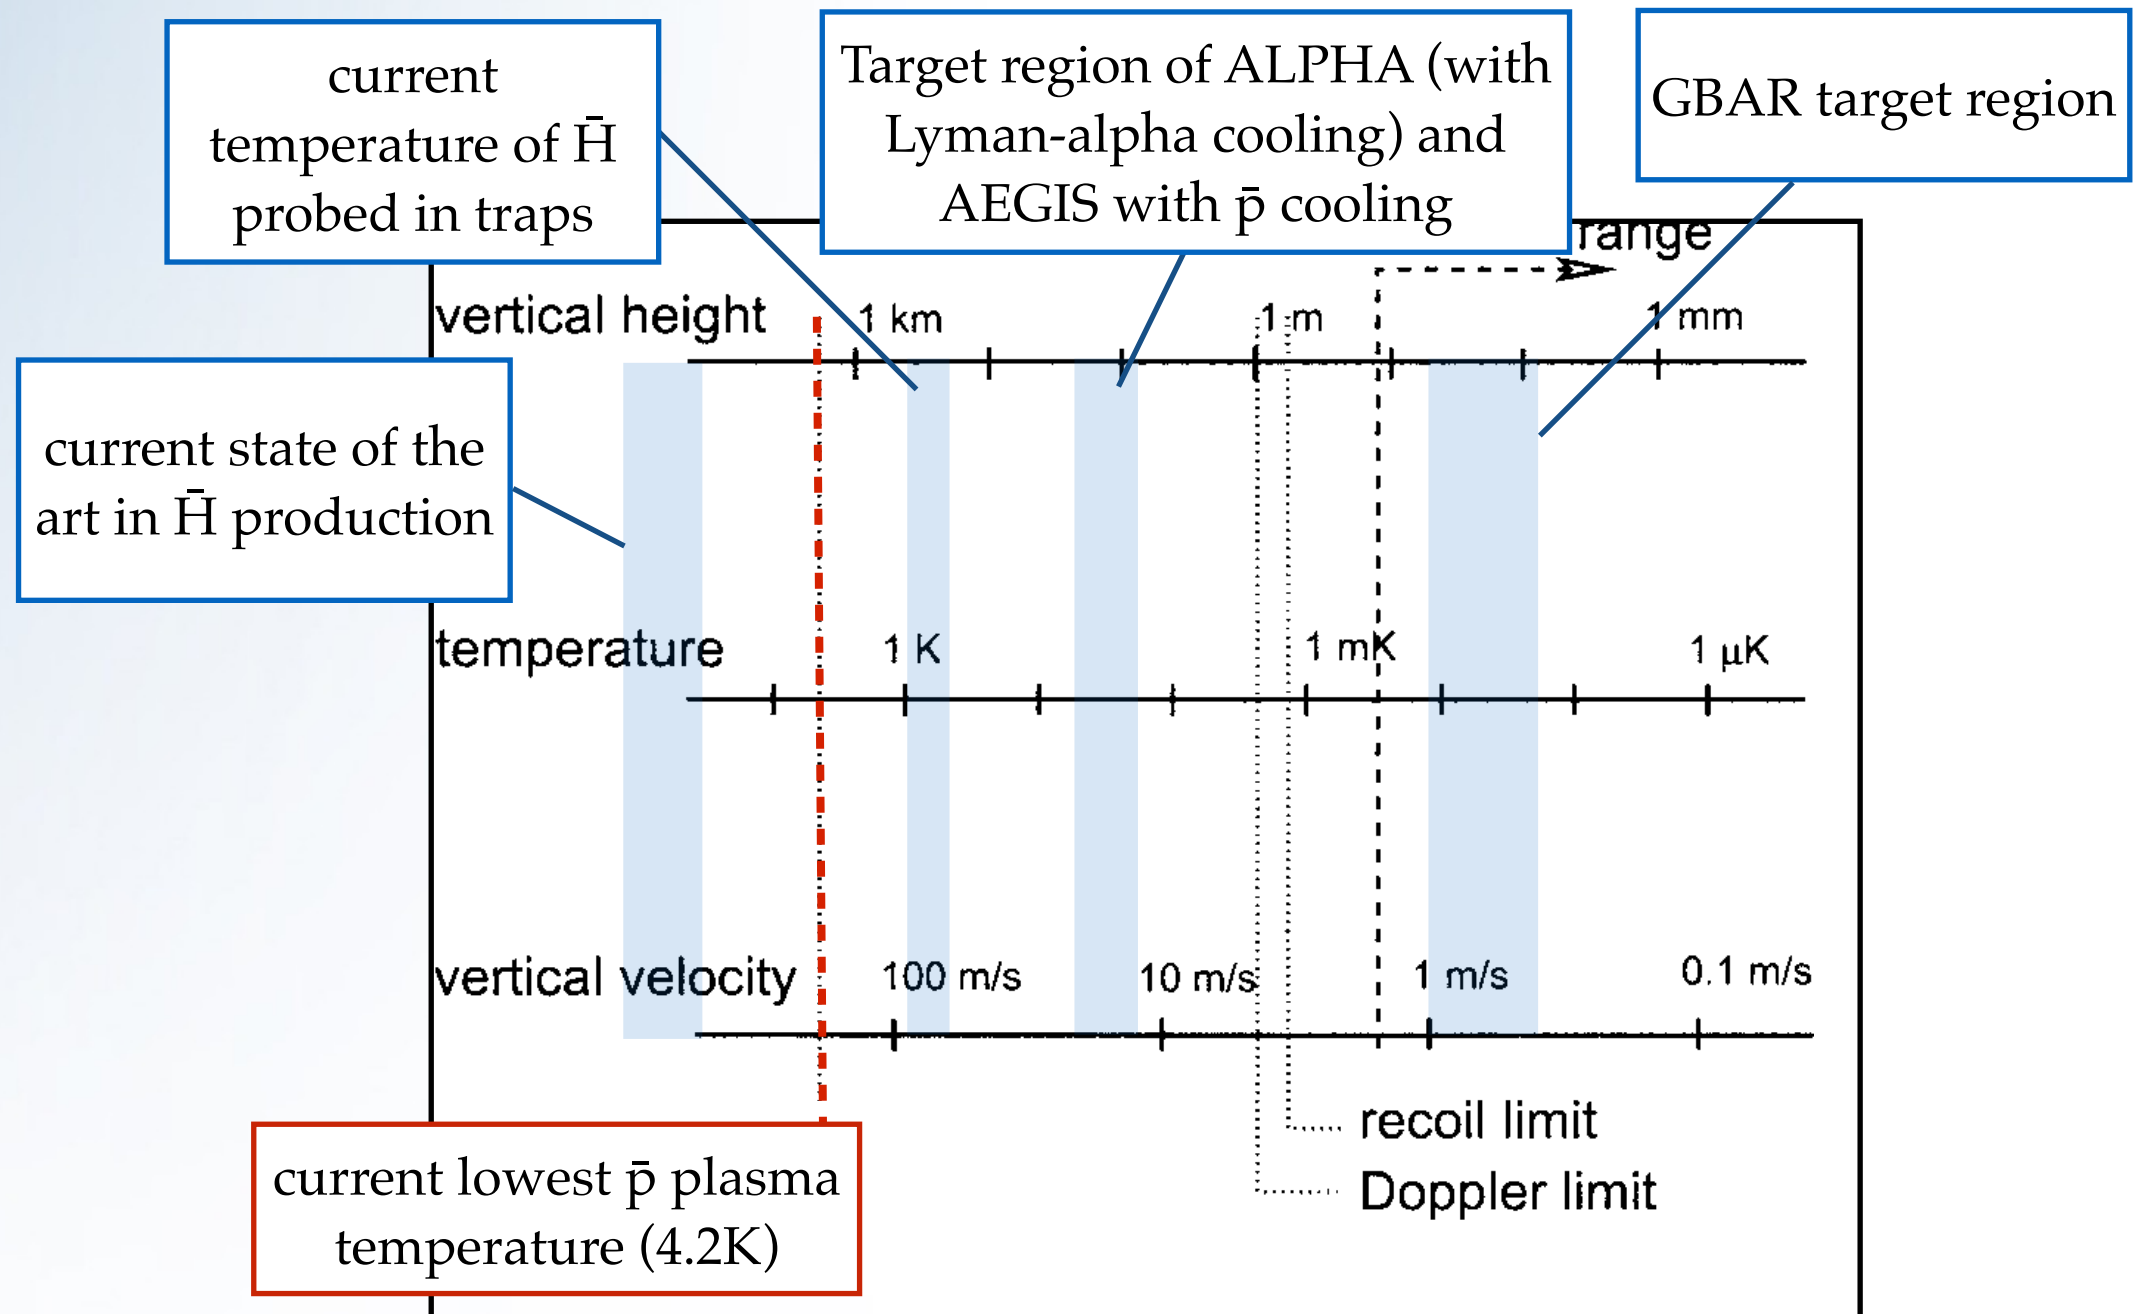 current
temperature of H̄
probed in traps
Target region of ALPHA (with
Lyman-alpha cooling) and
AEGIS with p̄ cooling
GBAR target region
range
vertical height
1 km
1 m
1 mm
current state of the
art in H̄ production
temperature
1 K
1 mK
1 μK
vertical velocity
100 m/s
10 m/s
1 m/s
0.1 m/s
recoil limit
Doppler limit
current lowest p̄ plasma
temperature (4.2K)